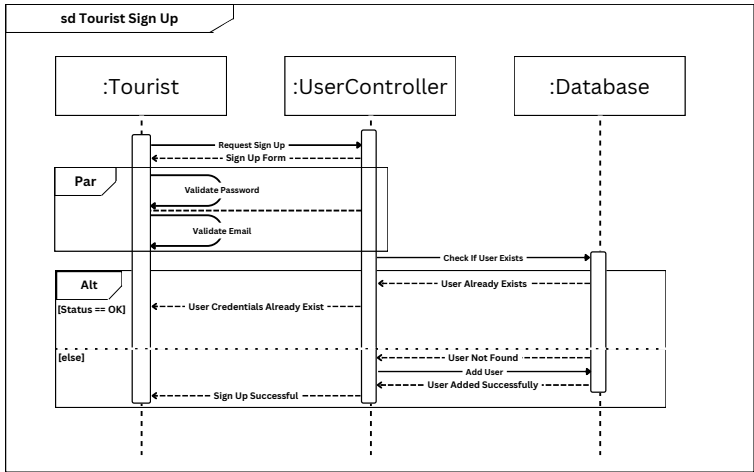 sd Tourist Sign Up
:Tourist
:UserController
:Database
Request Sign Up
Sign Up Form
Par
Validate Password
Validate Email
Check If User Exists
Alt
User Already Exists
[Status == OK]
User Credentials Already Exist
[else]
User Not Found
Add User
User Added Successfully
Sign Up Successful